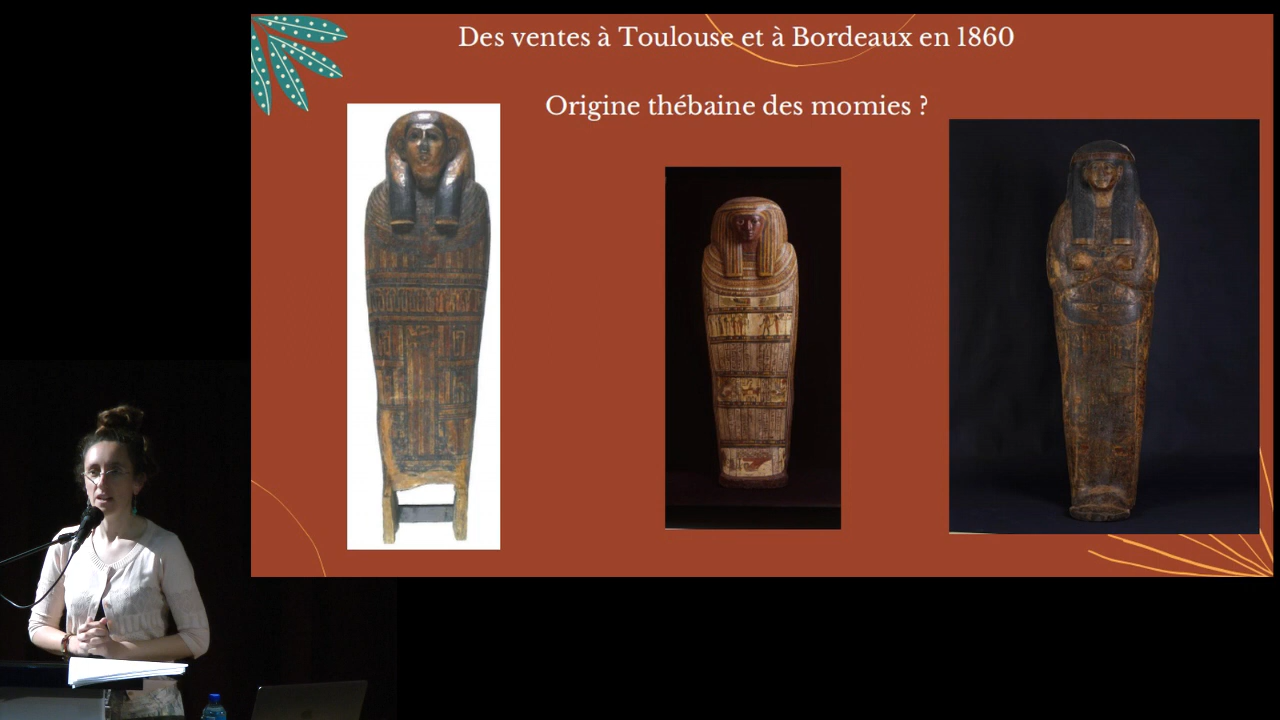 Des ventes à Toulouse et à Bordeaux en 1860
Origine thébaine des momies ?